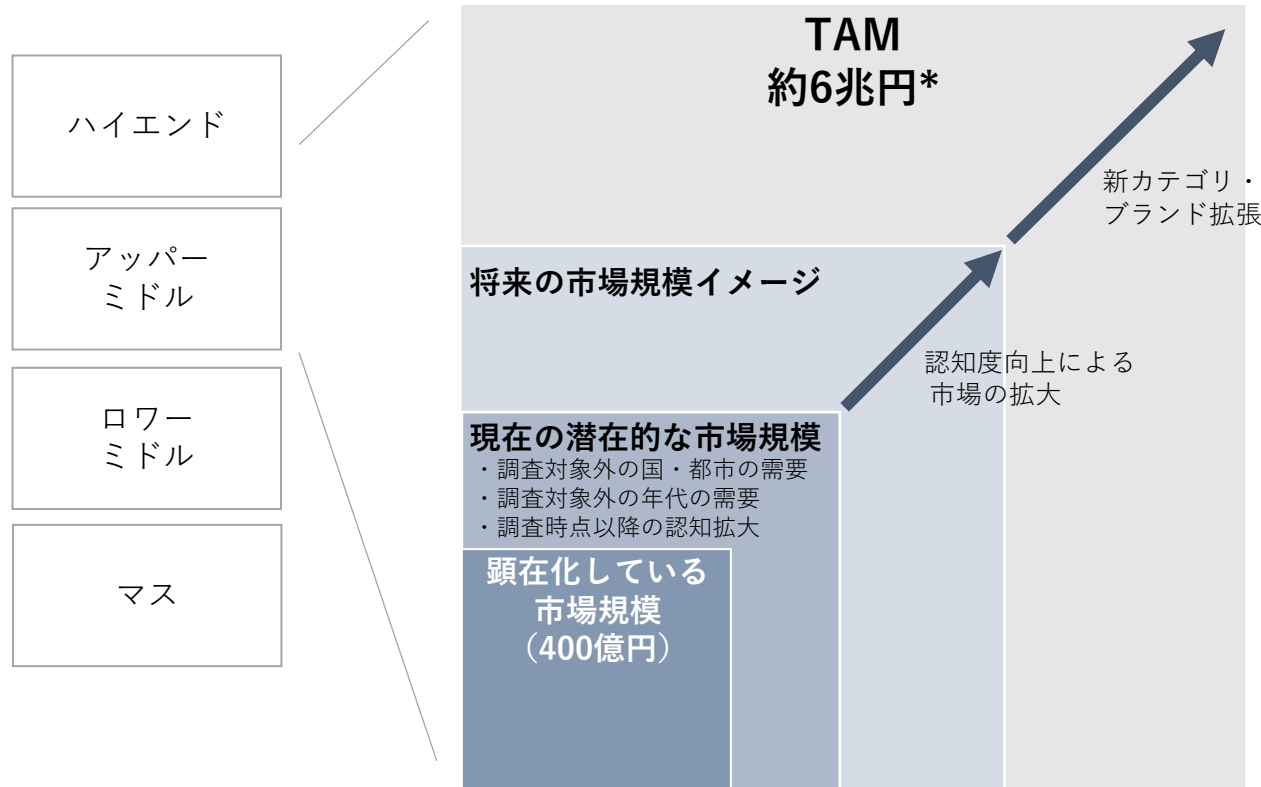 ハイエンド
アッパー
ミドル
ロワー
ミドル
マス
TAM
約6兆円*
新カテゴリ・
ブランド拡張
将来の市場規模イメージ
認知度向上による
市場の拡大
現在の潜在的な市場規模
・調査対象外の国・都市の需要
・調査対象外の年代の需要
・調査時点以降の認知拡大
顕在化している
市場規模
（400億円）